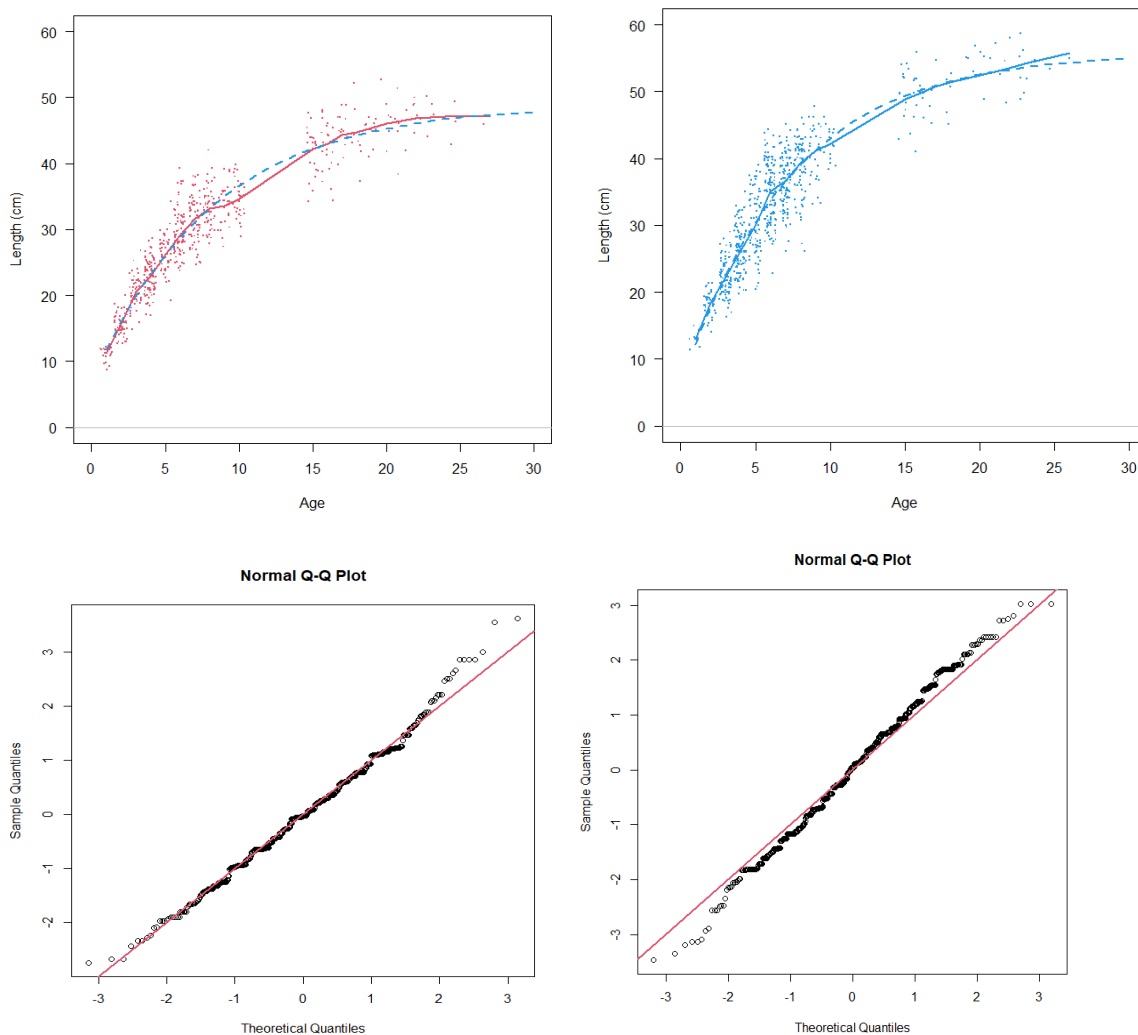 60
50
40
30
20
10
0
Length (cm)
0 5 10 15 20 25 30
Age
60
50
40
30
20
10
0
Length (cm)
0 5 10 15 20 25 30
Age
Normal Q-Q Plot
3
2
1
0
-1
-2
Sample Quantiles
-3 -2 -1 0 1 2 3
Theoretical Quantiles
Normal Q-Q Plot
3
2
1
0
-1
-2
-3
Sample Quantiles
-3 -2 -1 0 1 2 3
Theoretical Quantiles